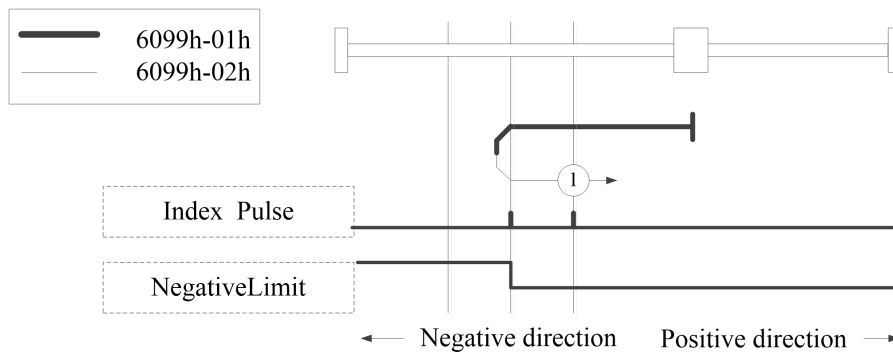 6099h-01h
6099h-02h
1
Index Pulse
NegativeLimit
Negative direction
Positive direction